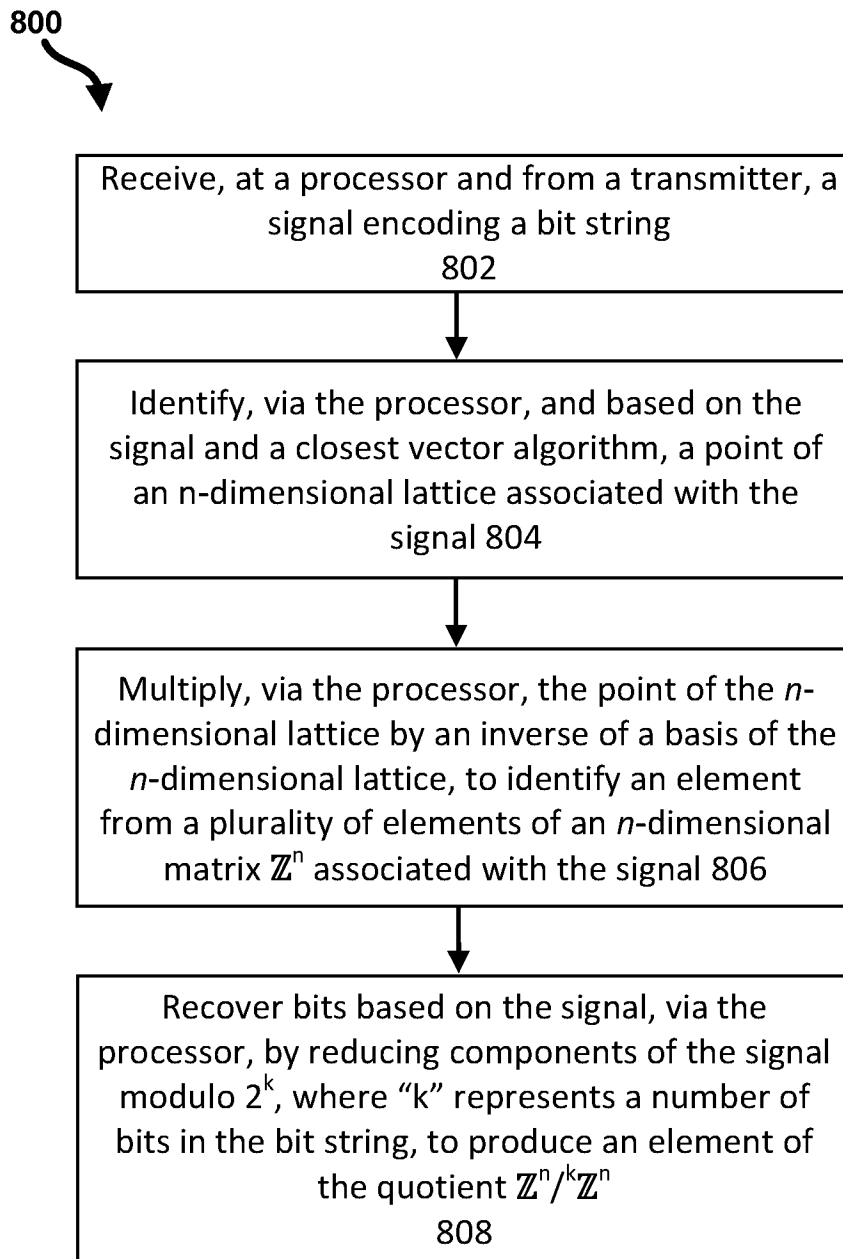 800
Receive, at a processor and from a transmitter, a
signal encoding a bit string
802
Identify, via the processor, and based on the
signal and a closest vector algorithm, a point of
an n-dimensional lattice associated with the
signal 804
Multiply, via the processor, the point of the n-
dimensional lattice by an inverse of a basis of the
n-dimensional lattice, to identify an element
from a plurality of elements of an n-dimensional
matrix ℤⁿ associated with the signal 806
Recover bits based on the signal, via the
processor, by reducing components of the signal
modulo 2ᵏ, where “k” represents a number of
bits in the bit string, to produce an element of
the quotient ℤⁿ/ᵏℤⁿ
808